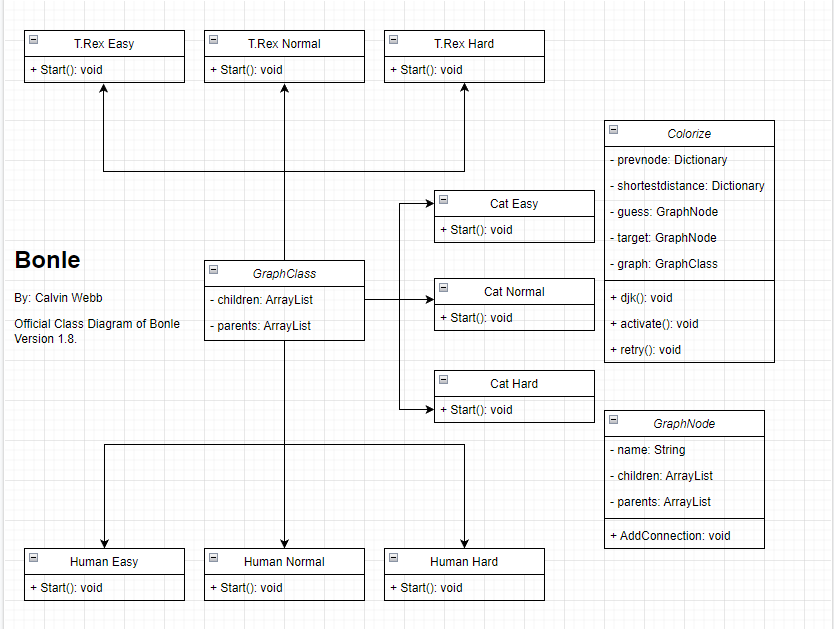 T.Rex Easy
+ Start(): void
T.Rex Normal
+ Start(): void
T.Rex Hard
+ Start(): void
Colorize
- prevnode: Dictionary
- shortestdistance: Dictionary
- guess: GraphNode
- target: GraphNode
- graph: GraphClass
+ djk(): void
+ activate(): void
+ retry(): void
Cat Easy
+ Start(): void
Bonle
By: Calvin Webb
Official Class Diagram of Bonle
Version 1.8.
GraphClass
- children: ArrayList
- parents: ArrayList
Cat Normal
+ Start(): void
Cat Hard
+ Start(): void
GraphNode
- name: String
- children: ArrayList
- parents: ArrayList
+ AddConnection: void
Human Easy
+ Start(): void
Human Normal
+ Start(): void
Human Hard
+ Start(): void